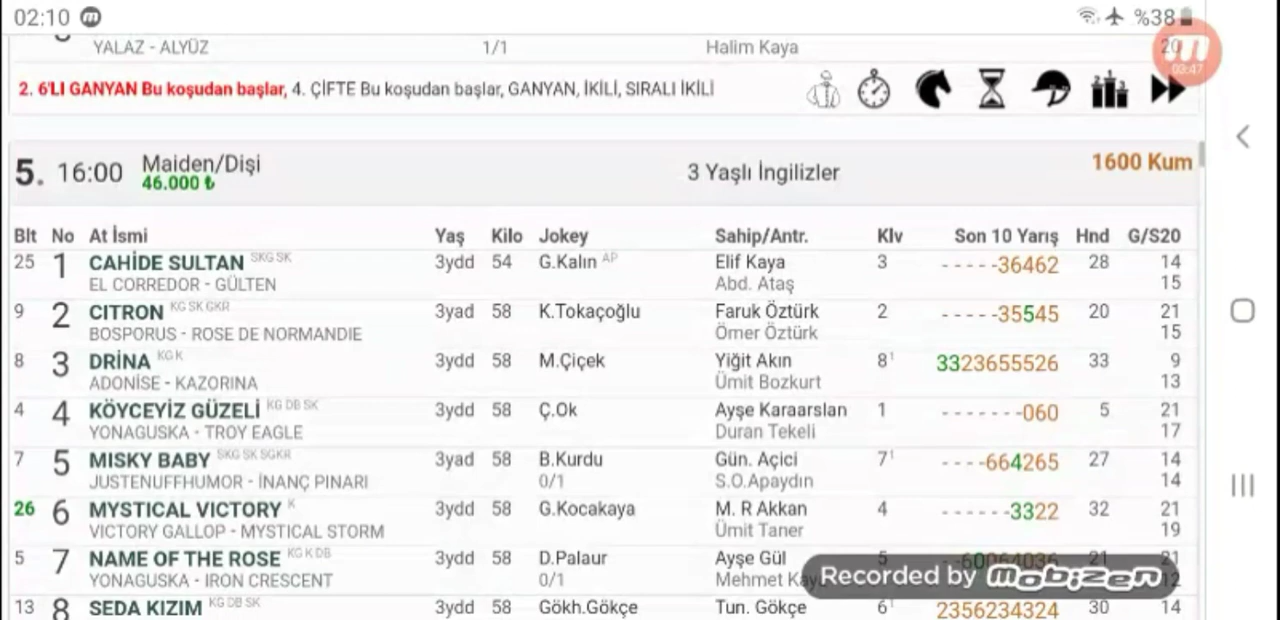 02:10 %38
YALAZ - ALYÜZ 1/1 Halim Kaya 20
03:47
2. 6'LI GANYAN Bu koşudan başlar, 4. ÇİFTE Bu koşudan başlar, GANYAN, İKİLİ, SIRALI İKİLİ
5. 16:00 Maiden/Dişi 3 Yaşlı İngilizler 1600 Kum
46.000 ₺
Blt No At İsmi Yaş Kilo Jokey Sahip/Antr. Klv Son 10 Yarış Hnd G/S20
25 1 CAHİDE SULTAN SKG SK 3ydd 54 G.Kalın AP Elif Kaya 3 - - - - -36462 28 14
EL CORREDOR - GÜLTEN Abd. Ataş 15
9 2 CITRON KG SK GKR 3yad 58 K.Tokaçoğlu Faruk Öztürk 2 - - - - -35545 20 21
BOSPORUS - ROSE DE NORMANDIE Ömer Öztürk 15
8 3 DRİNA KG K 3ydd 58 M.Çiçek Yiğit Akın 8¹ 3323655526 33 9
ADONİSE - KAZORINA Ümit Bozkurt 13
4 4 KÖYCEYİZ GÜZELİ KG DB SK 3ydd 58 Ç.Ok Ayşe Karaarslan 1 - - - - - - -060 5 21
YONAGUSKA - TROY EAGLE Duran Tekeli 17
7 5 MISKY BABY SKG SK SGKR 3yad 58 B.Kurdu Gün. Açici 7¹ - - - -664265 27 14
JUSTENUFFHUMOR - İNANÇ PINARI 0/1 S.O.Apaydın 14
26 6 MYSTICAL VICTORY K 3ydd 58 G.Kocakaya M. R Akkan 4 - - - - - -3322 32 21
VICTORY GALLOP - MYSTICAL STORM Ümit Taner 19
5 7 NAME OF THE ROSE KG K DB 3ydd 58 D.Palaur Ayşe Gül 5 - -60064036 21 21
YONAGUSKA - IRON CRESCENT 0/1 Mehmet 12
Recorded by mobizen
13 8 SEDA KIZIM KG DB SK 3ydd 58 Gökh.Gökçe Tun. Gökçe 6¹ 2356234324 30 14